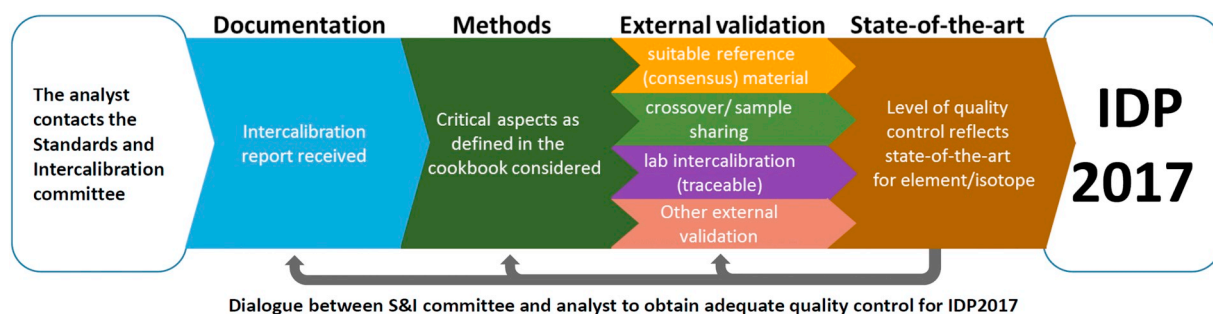 Documentation
Methods
External validation
State-of-the-art
The analyst
contacts the
Standards and
Intercalibration
committee
Intercalibration
report received
Critical aspects as
defined in the
cookbook considered
suitable reference
(consensus) material
crossover/ sample
sharing
lab intercalibration
(traceable)
Other external
validation
Level of quality
control reflects
state-of-the-art
for element/isotope
IDP
2017
Dialogue between S&I committee and analyst to obtain adequate quality control for IDP2017